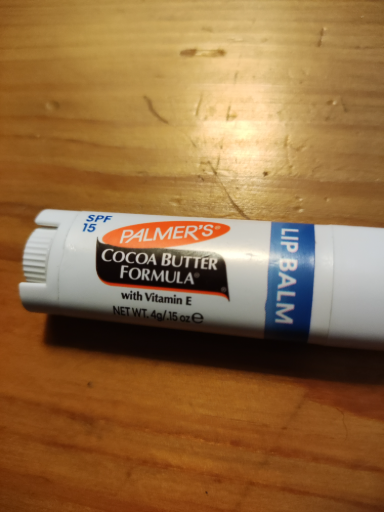 SPF
15
PALMER'S®
COCOA BUTTER
FORMULA®
with Vitamin E
NET WT. 4g/.15 oz ℮
LIP BALM